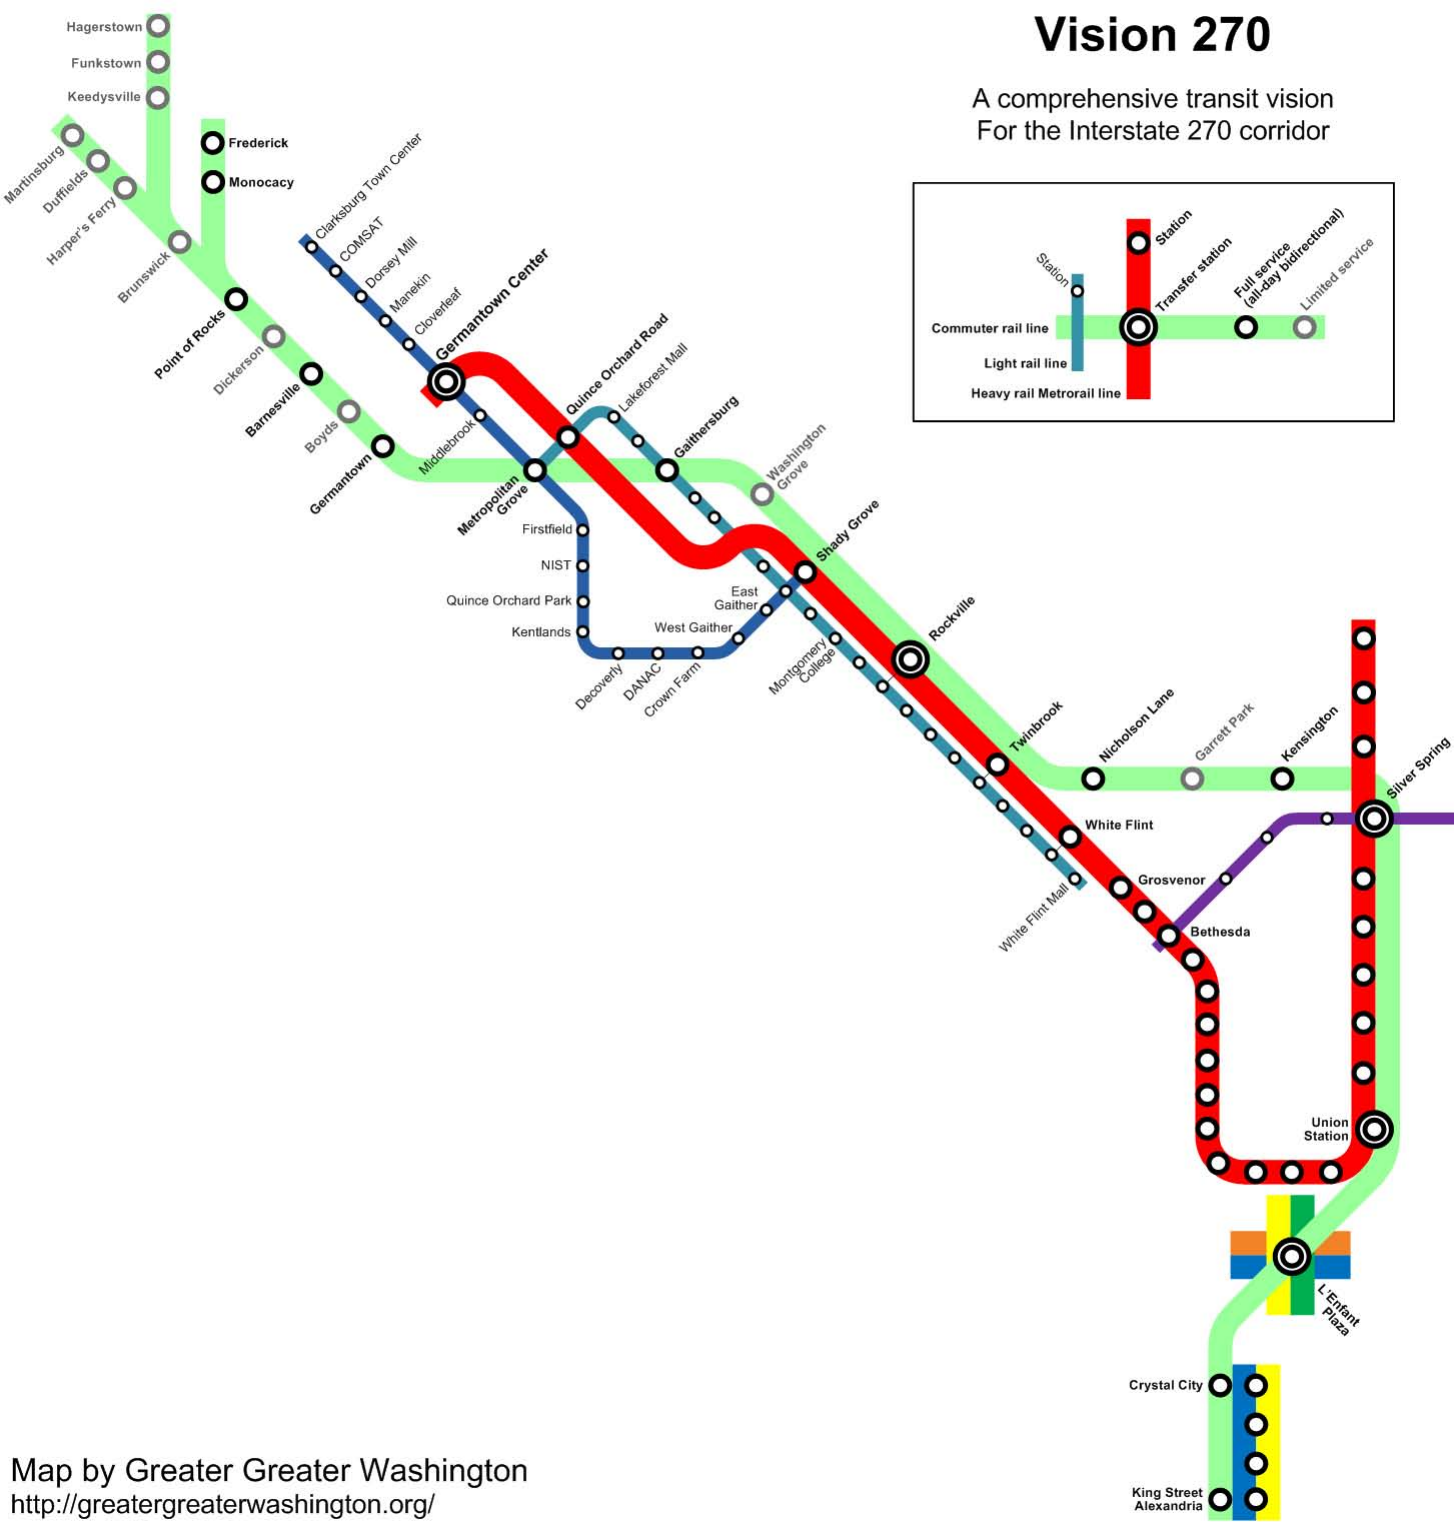 Vision 270
A comprehensive transit vision
For the Interstate 270 corridor
Station
Station
Transfer station
Full service
(all-day bidirectional)
Limited service
Commuter rail line
Light rail line
Heavy rail Metrorail line
Hagerstown
Funkstown
Keedysville
Martinsburg
Duffields
Harper's Ferry
Brunswick
Frederick
Monocacy
Point of Rocks
Dickerson
Barnesville
Boyds
Germantown
Clarksburg Town Center
COMSAT
Dorsey Mill
Manekin
Cloverleaf
Germantown Center
Middlebrook
Metropolitan
Grove
Quince Orchard Road
Lakeforest Mall
Gaithersburg
Washington
Grove
Shady Grove
Firstfield
NIST
Quince Orchard Park
Kentlands
Decoverly
DANAC
Crown Farm
West Gaither
East
Gaither
Montgomery
College
Rockville
Twinbrook
Nicholson Lane
Garrett Park
Kensington
Silver Spring
White Flint
White Flint Mall
Grosvenor
Bethesda
Union
Station
L'Enfant
Plaza
Crystal City
King Street
Alexandria
Map by Greater Greater Washington
http://greatergreaterwashington.org/